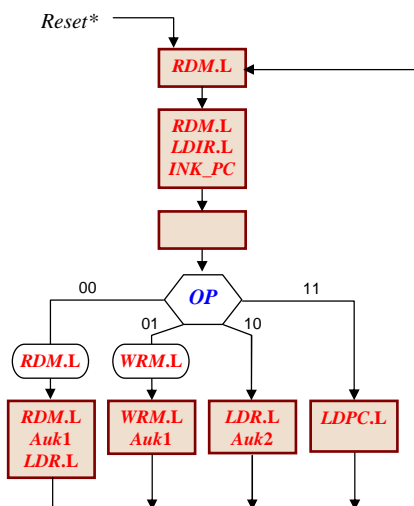 Reset*
RDM.L
RDM.L
LDIR.L
INK_PC
OP
00
01
10
11
RDM.L
WRM.L
RDM.L
Auk1
LDR.L
WRM.L
Auk1
LDR.L
Auk2
LDPC.L